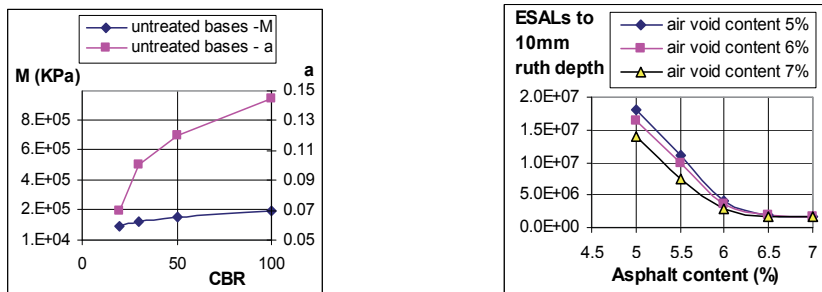 untreated bases -M
untreated bases - a
M (KPa)
a
8.E+05
6.E+05
4.E+05
2.E+05
1.E+04
0.15
0.13
0.11
0.09
0.07
0.05
0
50
100
CBR
ESALs to
10mm
ruth depth
air void content 5%
air void content 6%
air void content 7%
2.0E+07
1.5E+07
1.0E+07
5.0E+06
0.0E+00
4.5
5
5.5
6
6.5
7
Asphalt content (%)